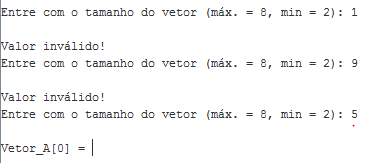 Entre com o tamanho do vetor (máx. = 8, min = 2): 1
Valor inválido!
Entre com o tamanho do vetor (máx. = 8, min = 2): 9
Valor inválido!
Entre com o tamanho do vetor (máx. = 8, min = 2): 5
Vetor_A[0] =